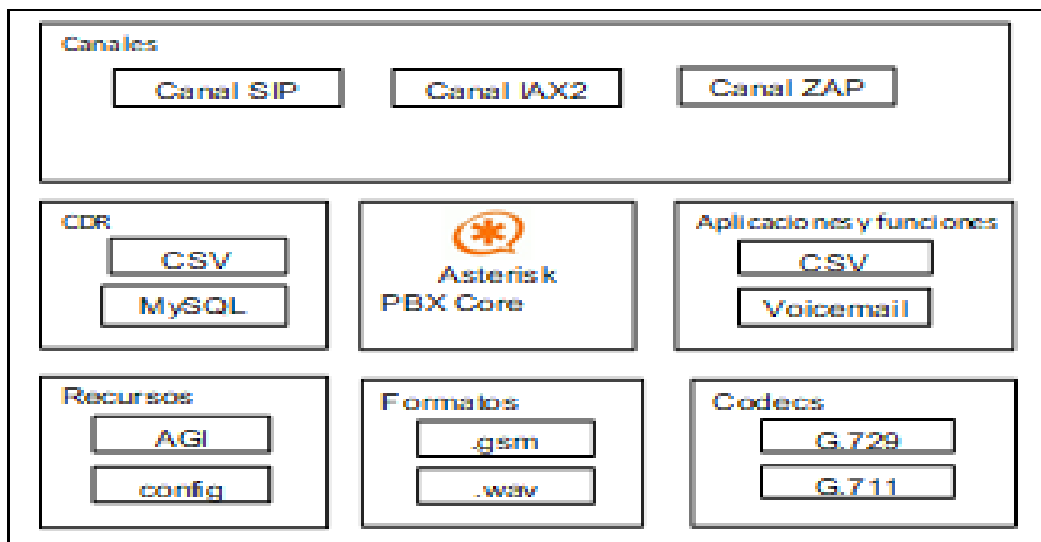 Canales
Canal SIP
Canal IAX2
Canal ZAP
CDR
CSV
MySQL
Asterisk
PBX Core
Aplicaciones y funciones
CSV
Voicemail
Recursos
AGI
config
Formatos
.gsm
.wav
Codecs
G.729
G.711